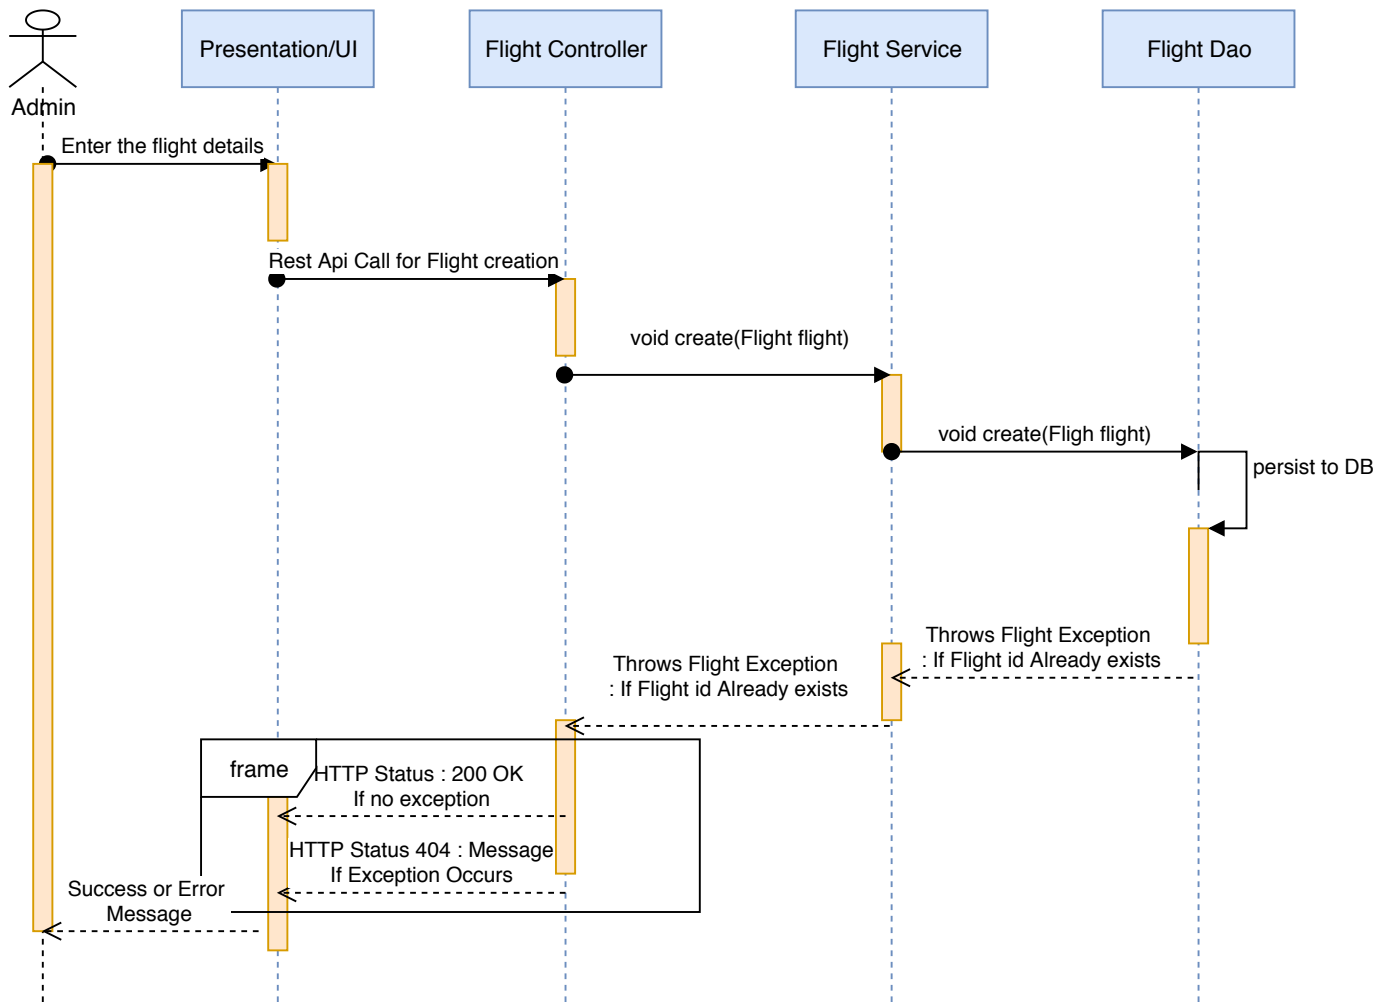 Presentation/UI
Flight Controller
Flight Service
Flight Dao
Admin
Enter the flight details
Rest Api Call for Flight creation
void create(Flight flight)
void create(Fligh flight)
persist to DB
Throws Flight Exception
: If Flight id Already exists
Throws Flight Exception
: If Flight id Already exists
frame
HTTP Status : 200 OK
If no exception
HTTP Status 404 : Message
If Exception Occurs
Success or Error
Message